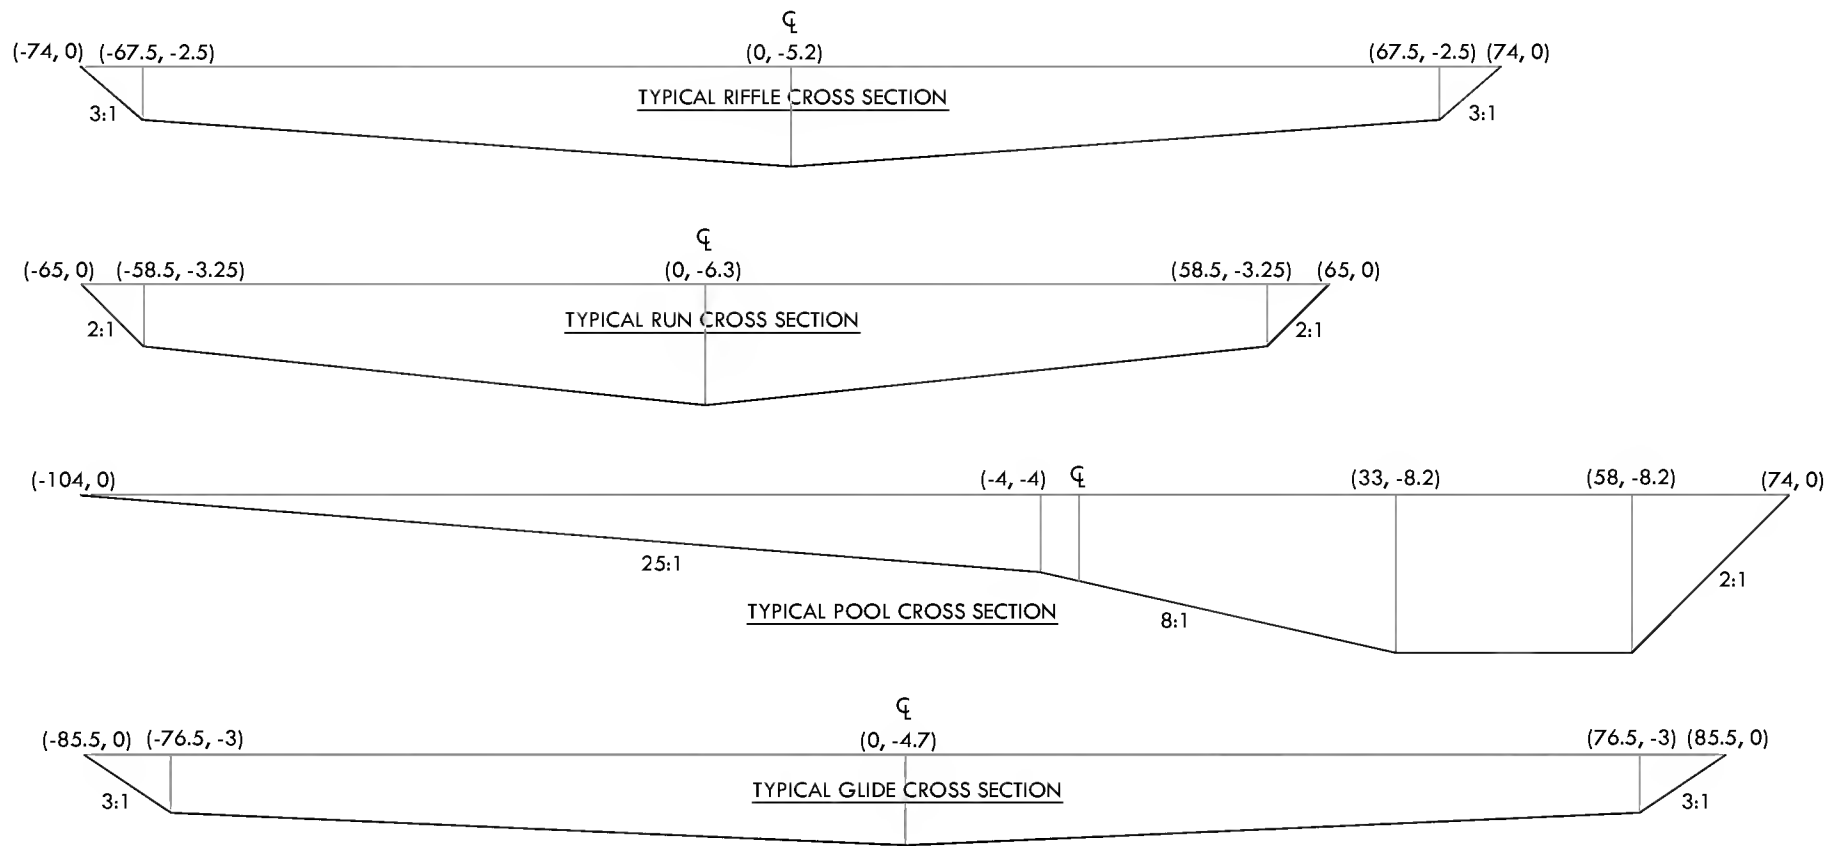 ℄
(-74, 0) (-67.5, -2.5) (0, -5.2) (67.5, -2.5) (74, 0)
TYPICAL RIFFLE CROSS SECTION
3:1 3:1
℄
(-65, 0) (-58.5, -3.25) (0, -6.3) (58.5, -3.25) (65, 0)
TYPICAL RUN CROSS SECTION
2:1 2:1
(-104, 0) (-4, -4) ℄ (33, -8.2) (58, -8.2) (74, 0)
25:1
2:1
TYPICAL POOL CROSS SECTION
8:1
℄
(-85.5, 0) (-76.5, -3) (0, -4.7) (76.5, -3) (85.5, 0)
TYPICAL GLIDE CROSS SECTION
3:1 3:1